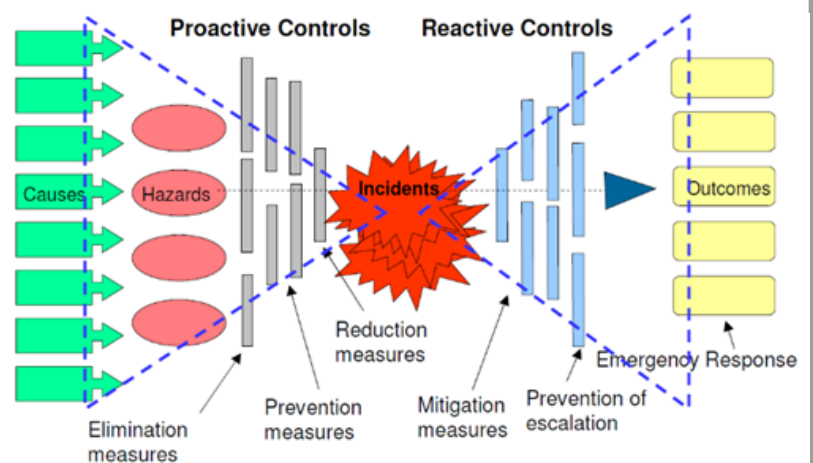 Proactive Controls
Reactive Controls
Causes
Hazards
Incidents
Outcomes
Reduction
measures
Emergency Response
Prevention
measures
Mitigation
measures
Prevention of
escalation
Elimination
measures